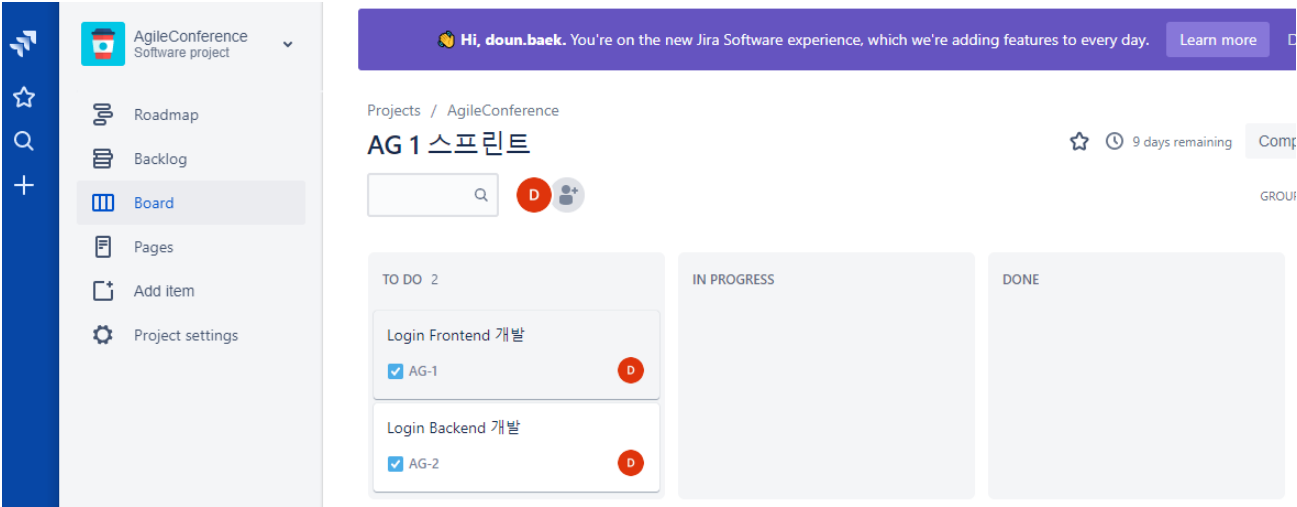 AgileConference
Software project
Roadmap
Backlog
Board
Pages
Add item
Project settings
Hi, doun.baek. You're on the new Jira Software experience, which we're adding features to every day.
Learn more
D
Projects / AgileConference
AG 1 스프린트
9 days remaining
Comp
D
GROUP
TO DO 2
Login Frontend 개발
AG-1
D
Login Backend 개발
AG-2
D
IN PROGRESS
DONE